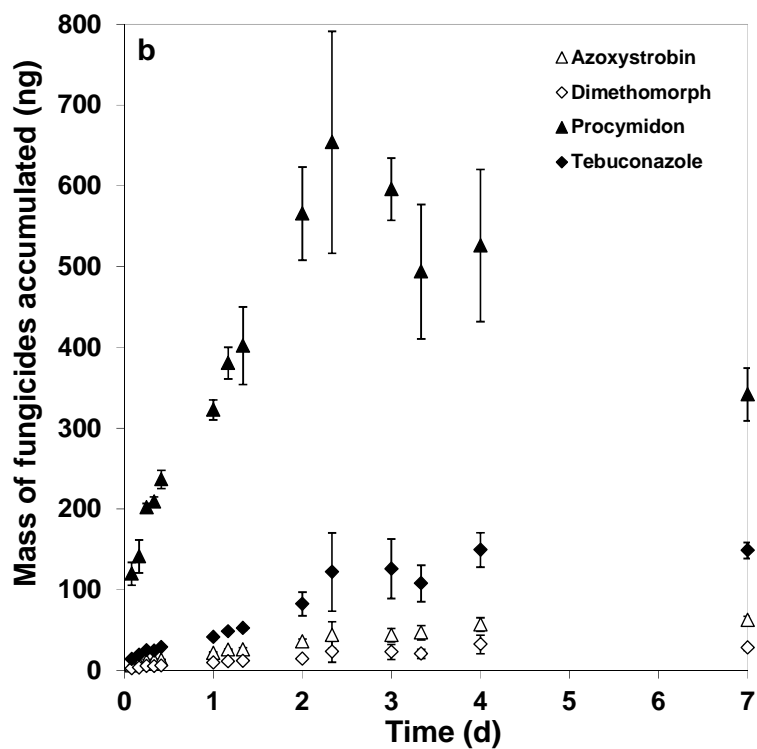 b
Azoxystrobin
Dimethomorph
Procymidon
Tebuconazole
Mass of fungicides accumulated (ng)
800
700
600
500
400
300
200
100
0
0 1 2 3 4 5 6 7
Time (d)